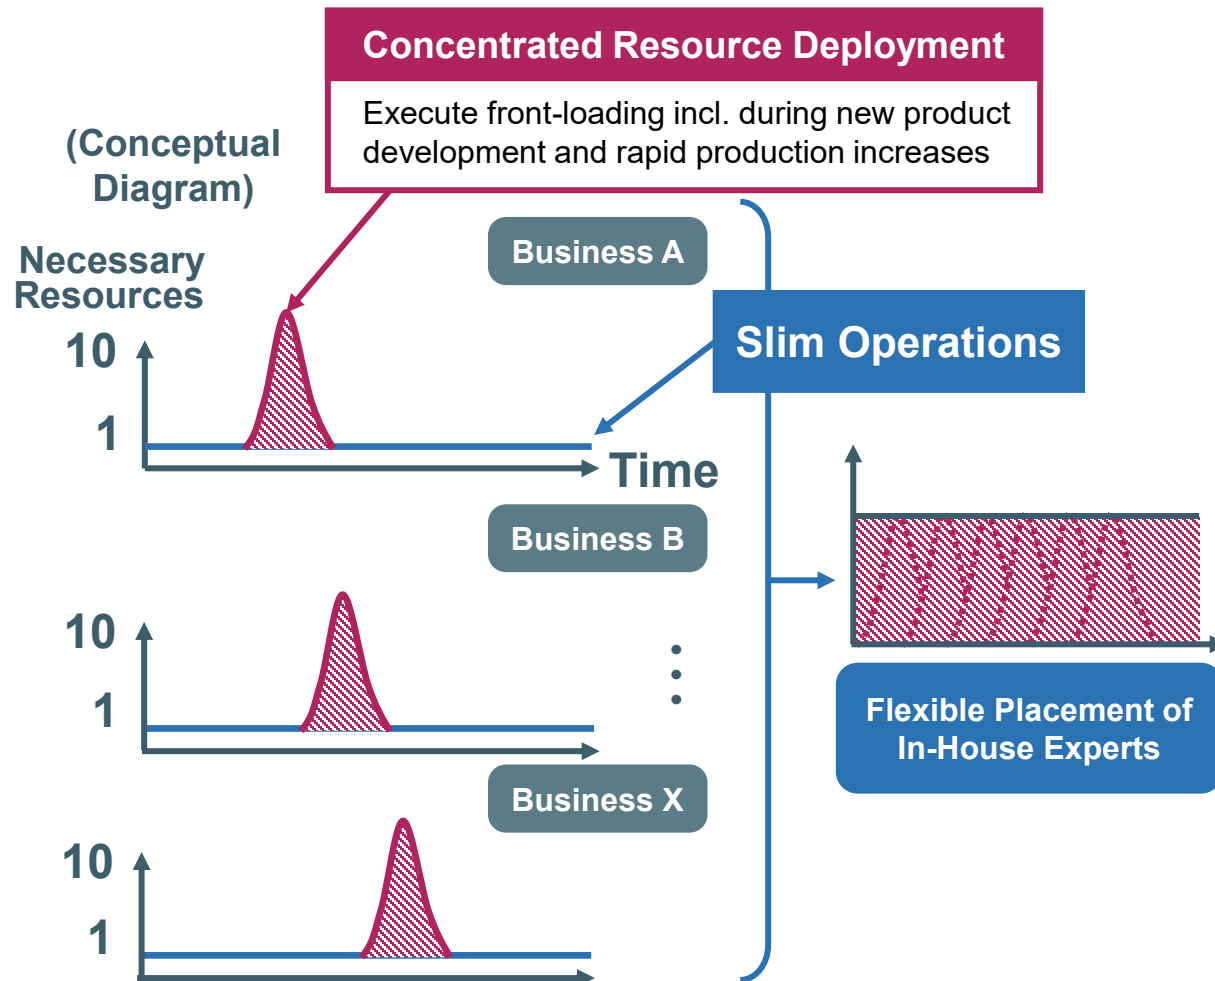 Concentrated Resource Deployment
Execute front-loading incl. during new product
development and rapid production increases
(Conceptual
Diagram)
Business A
Necessary
Resources
10
1
Slim Operations
Time
Business B
10
1
Business X
10
1
Flexible Placement of
In-House Experts